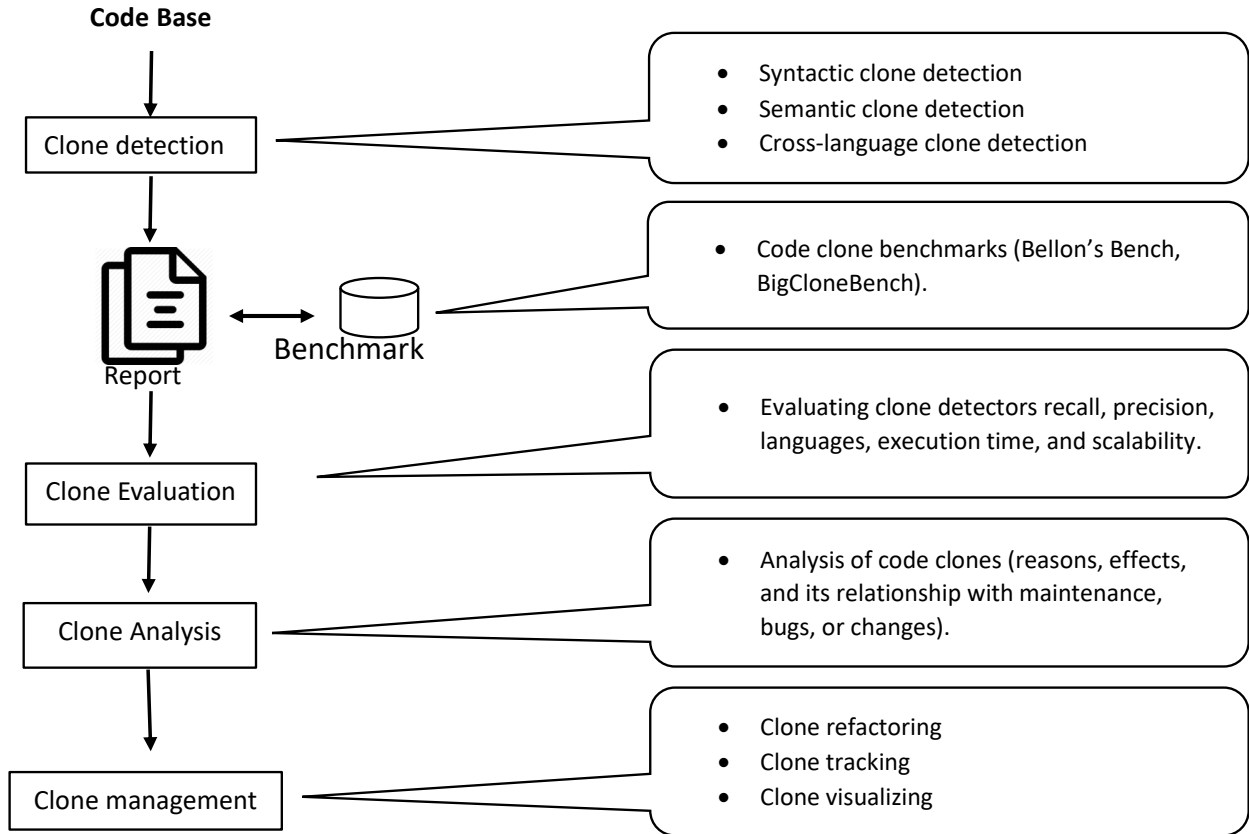 Code Base
Clone detection
• Syntactic clone detection
• Semantic clone detection
• Cross-language clone detection
Report
Benchmark
• Code clone benchmarks (Bellon’s Bench,
BigCloneBench).
Clone Evaluation
• Evaluating clone detectors recall, precision,
languages, execution time, and scalability.
Clone Analysis
• Analysis of code clones (reasons, effects,
and its relationship with maintenance,
bugs, or changes).
Clone management
• Clone refactoring
• Clone tracking
• Clone visualizing